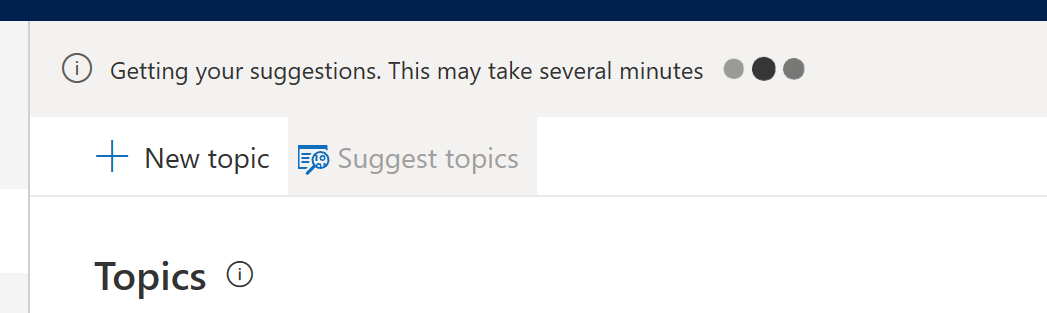 Getting your suggestions. This may take several minutes
New topic
Suggest topics
Topics